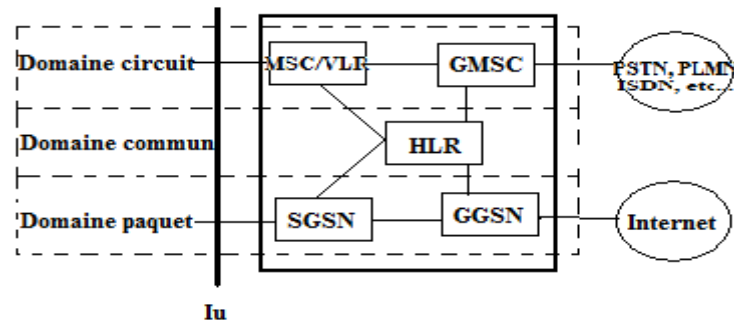 Domaine circuit
MSC/VLR
GMSC
PSTN, PLMN
ISDN, etc...
Domaine commun
HLR
Domaine paquet
SGSN
GGSN
Internet
Iu